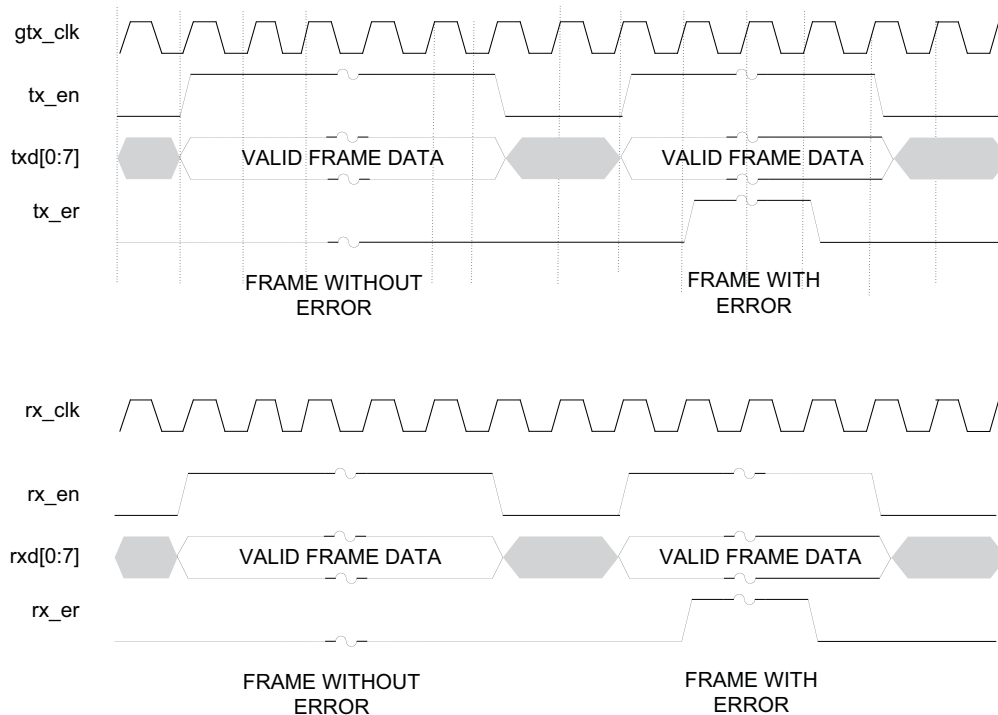 gtx_clk
tx_en
txd[0:7]
VALID FRAME DATA
VALID FRAME DATA
tx_er
FRAME WITHOUT
ERROR
FRAME WITH
ERROR
rx_clk
rx_en
rxd[0:7]
VALID FRAME DATA
VALID FRAME DATA
rx_er
FRAME WITHOUT
ERROR
FRAME WITH
ERROR